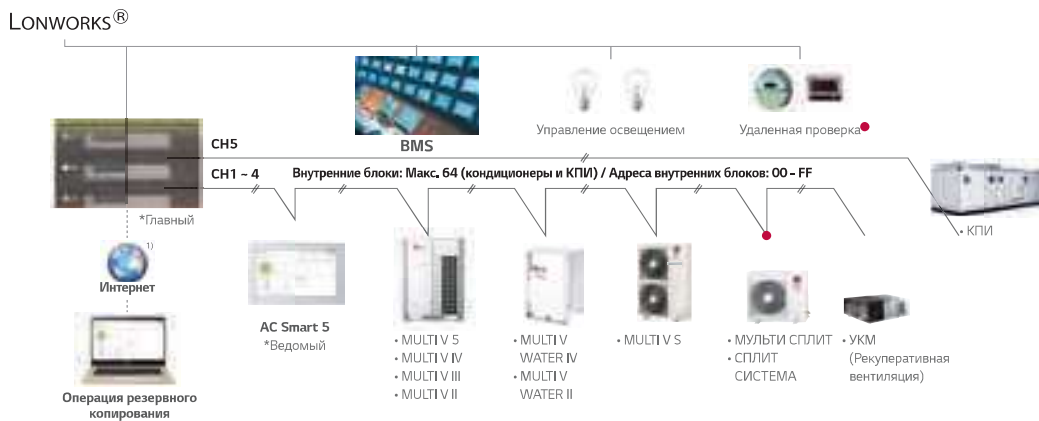 LONWORKS®
BMS
Управление освещением
Удаленная проверка
CH5
CH1 ~ 4
Внутренние блоки: Макс. 64 (кондиционеры и КПИ) / Адреса внутренних блоков: 00 - FF
*Главный
• КПИ
1)
Интернет
AC Smart 5
*Ведомый
• MULTI V 5
• MULTI V IV
• MULTI V III
• MULTI V II
• MULTI V
WATER IV
• MULTI V
WATER II
• MULTI V S
• МУЛЬТИ СПЛИТ
• СПЛИТ
СИСТЕМА
• УКМ
(Рекуперативная
вентиляция)
Операция резервного
копирования